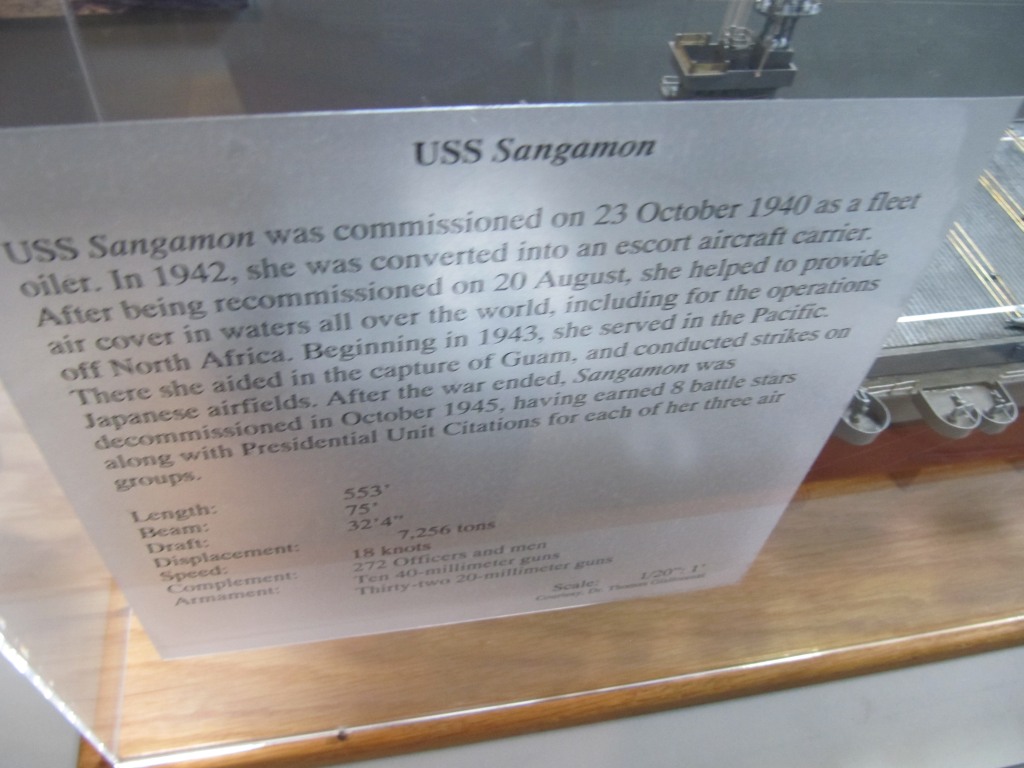 USS Sangamon
USS Sangamon was commissioned on 23 October 1940 as a fleet
oiler. In 1942, she was converted into an escort aircraft carrier.
After being recommissioned on 20 August, she helped to provide
air cover in waters all over the world, including for the operations
off North Africa. Beginning in 1943, she served in the Pacific.
There she aided in the capture of Guam, and conducted strikes on
Japanese airfields. After the war ended, Sangamon was
decommissioned in October 1945, having earned 8 battle stars
along with Presidential Unit Citations for each of her three air
groups.
Length: 553'
Beam: 75'
Draft: 32'4"
Displacement: 7,256 tons
Speed: 18 knots
Complement: 272 Officers and men
Armament: Ten 40-millimeter guns
Thirty-two 20-millimeter guns
Scale: 1/20": 1'
Courtesy, Dr. Thomas